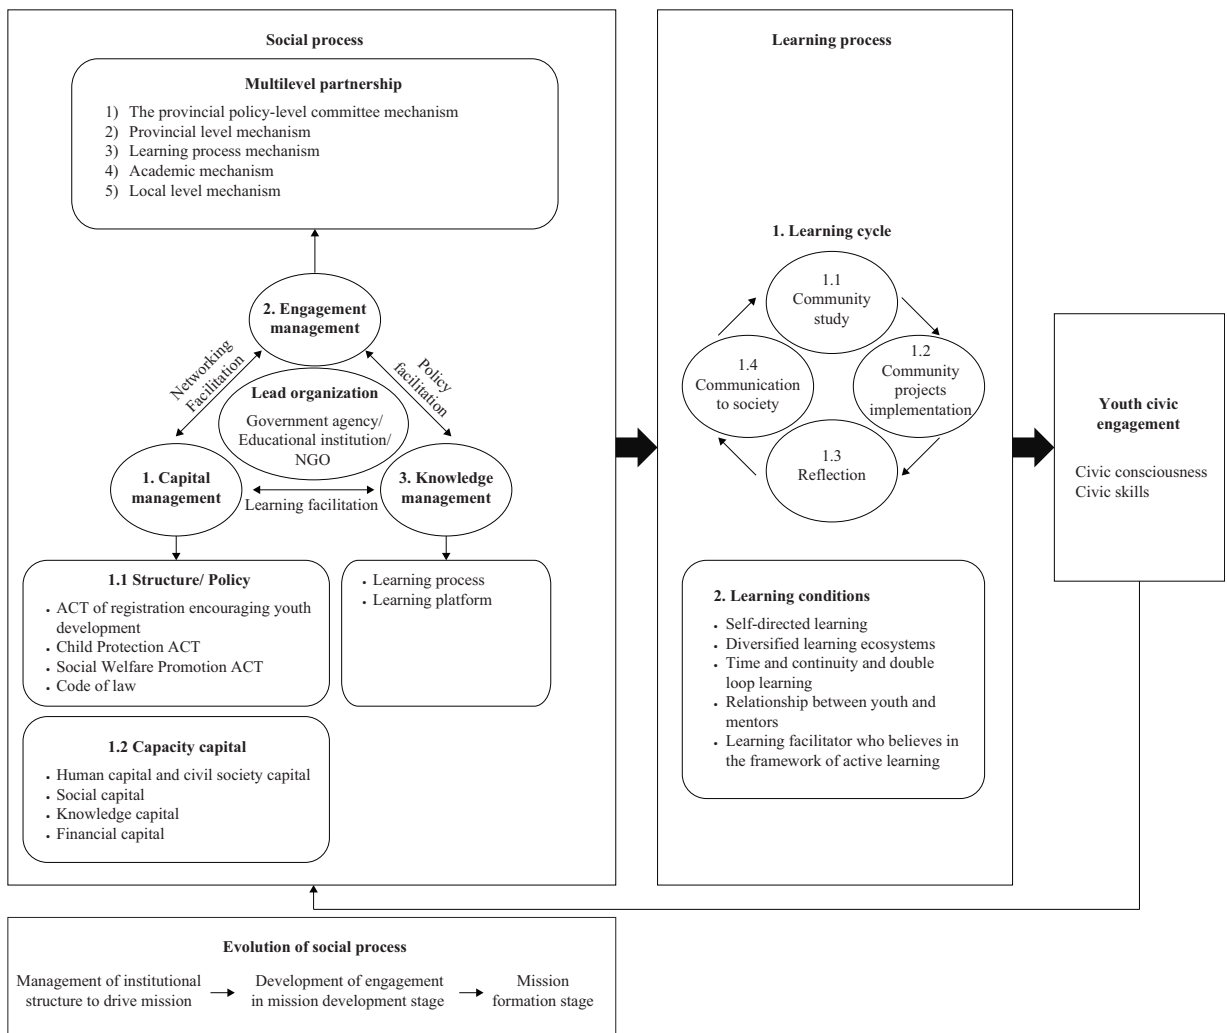 Social process
Multilevel partnership
1) The provincial policy-level committee mechanism
2) Provincial level mechanism
3) Learning process mechanism
4) Academic mechanism
5) Local level mechanism
2. Engagement
management
Networking
Facilitation
Policy
facilitation
Lead organization
Government agency/
Educational institution/
NGO
1. Capital
management
Learning facilitation
3. Knowledge
management
1.1 Structure/ Policy
• ACT of registration encouraging youth
development
• Child Protection ACT
• Social Welfare Promotion ACT
• Code of law
• Learning process
• Learning platform
1.2 Capacity capital
• Human capital and civil society capital
• Social capital
• Knowledge capital
• Financial capital
Learning process
1. Learning cycle
1.1
Community
study
1.2
Community
projects
implementation
1.3
Reflection
1.4
Communication
to society
2. Learning conditions
• Self-directed learning
• Diversified learning ecosystems
• Time and continuity and double
loop learning
• Relationship between youth and
mentors
• Learning facilitator who believes in
the framework of active learning
Youth civic
engagement
Civic consciousness
Civic skills
Evolution of social process
Management of institutional
structure to drive mission
Development of engagement
in mission development stage
Mission
formation stage